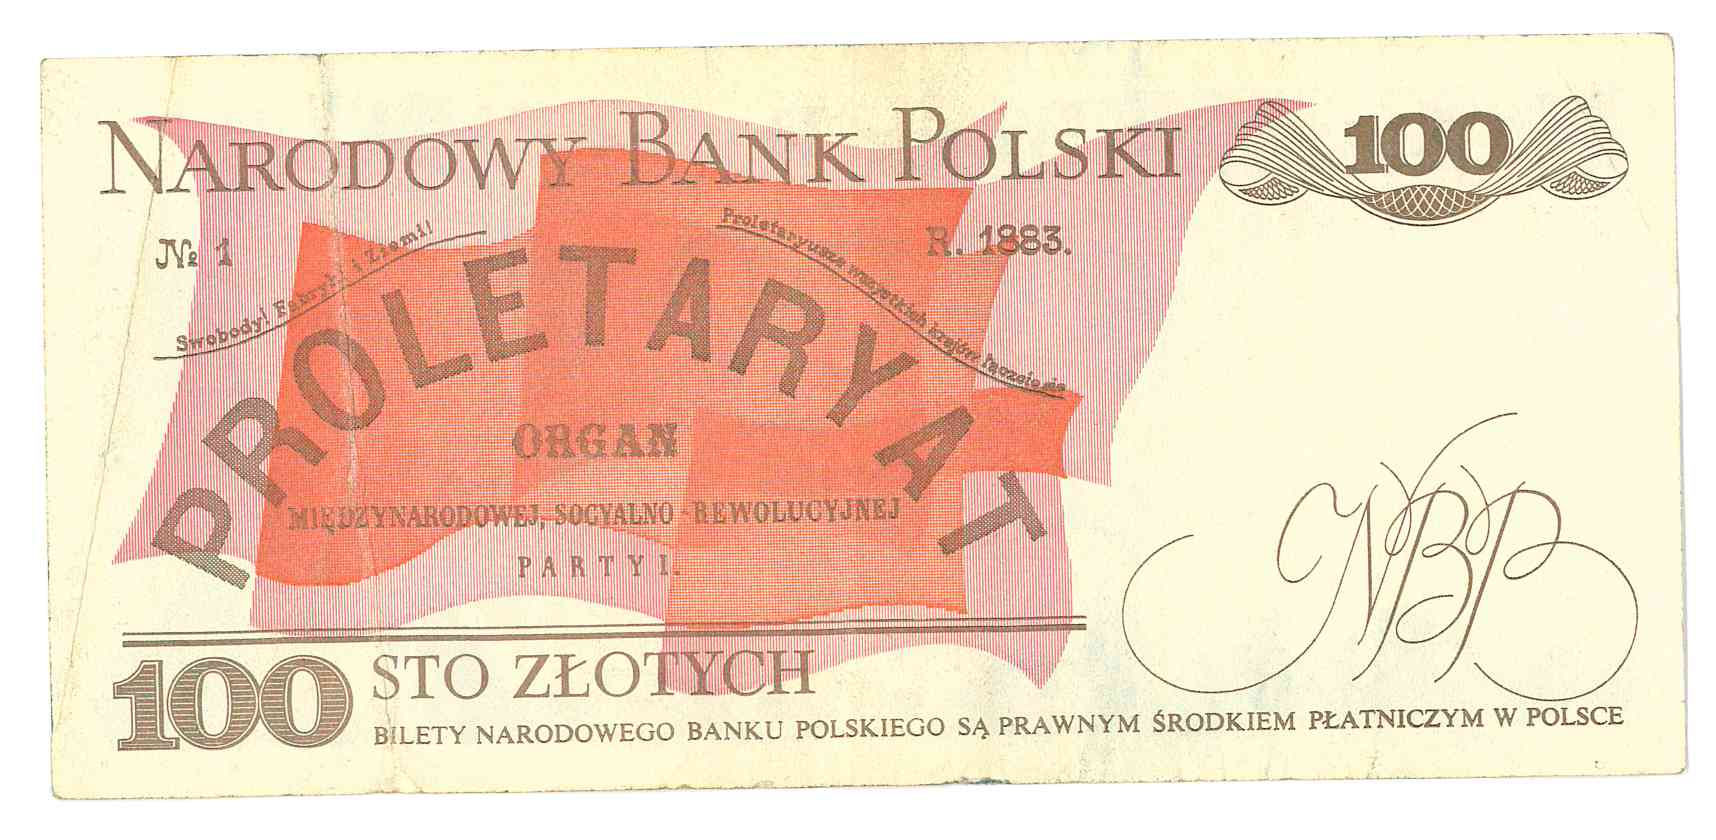 NARODOWY BANK POLSKI
100
№ 1
R. 1883.
Swobody! Fabryk! i Ziemi!
Proletaryusze wszystkich krajów łączcie się
PROLETARYAT
ORGAN
MIĘDZYNARODOWEJ, SOCYALNO-REWOLUCYJNEJ
PARTYI.
NBP
100
STO ZŁOTYCH
BILETY NARODOWEGO BANKU POLSKIEGO SĄ PRAWNYM ŚRODKIEM PŁATNICZYM W POLSCE